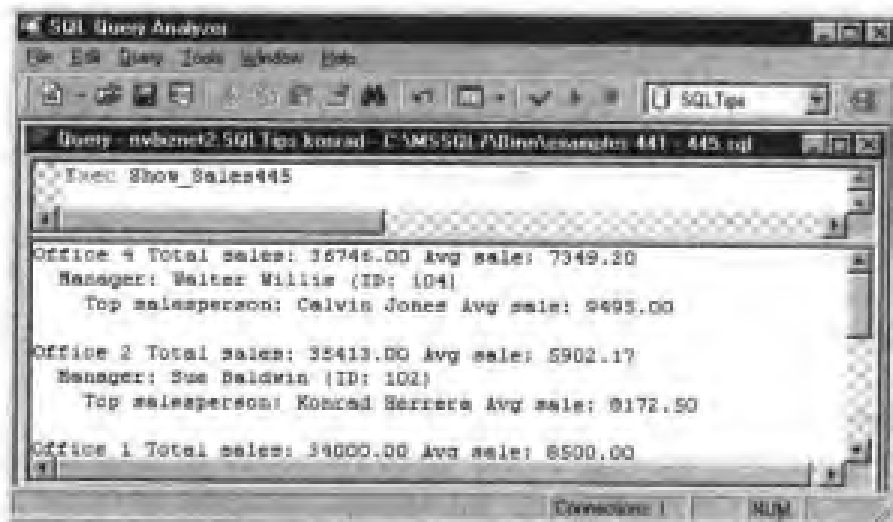 SQL Query Analyzer
File Edit Query Tools Window Help
SQLTips
Query - nvbiznet2.SQLTips.konrad - C:\MSSQL7\Dine\examples 441 - 445.sql
Exec Show_Sales445
Office 4 Total sales: 36746.00 Avg sale: 7349.20
Manager: Walter Willis (ID: 104)
Top salesperson: Calvin Jones Avg sale: 9495.00
Office 2 Total sales: 35413.00 Avg sale: 5902.17
Manager: Sue Baldwin (ID: 102)
Top salesperson: Konrad Herrera Avg sale: 8172.50
Office 1 Total sales: 34000.00 Avg sale: 8500.00
Connections: 1 NUM